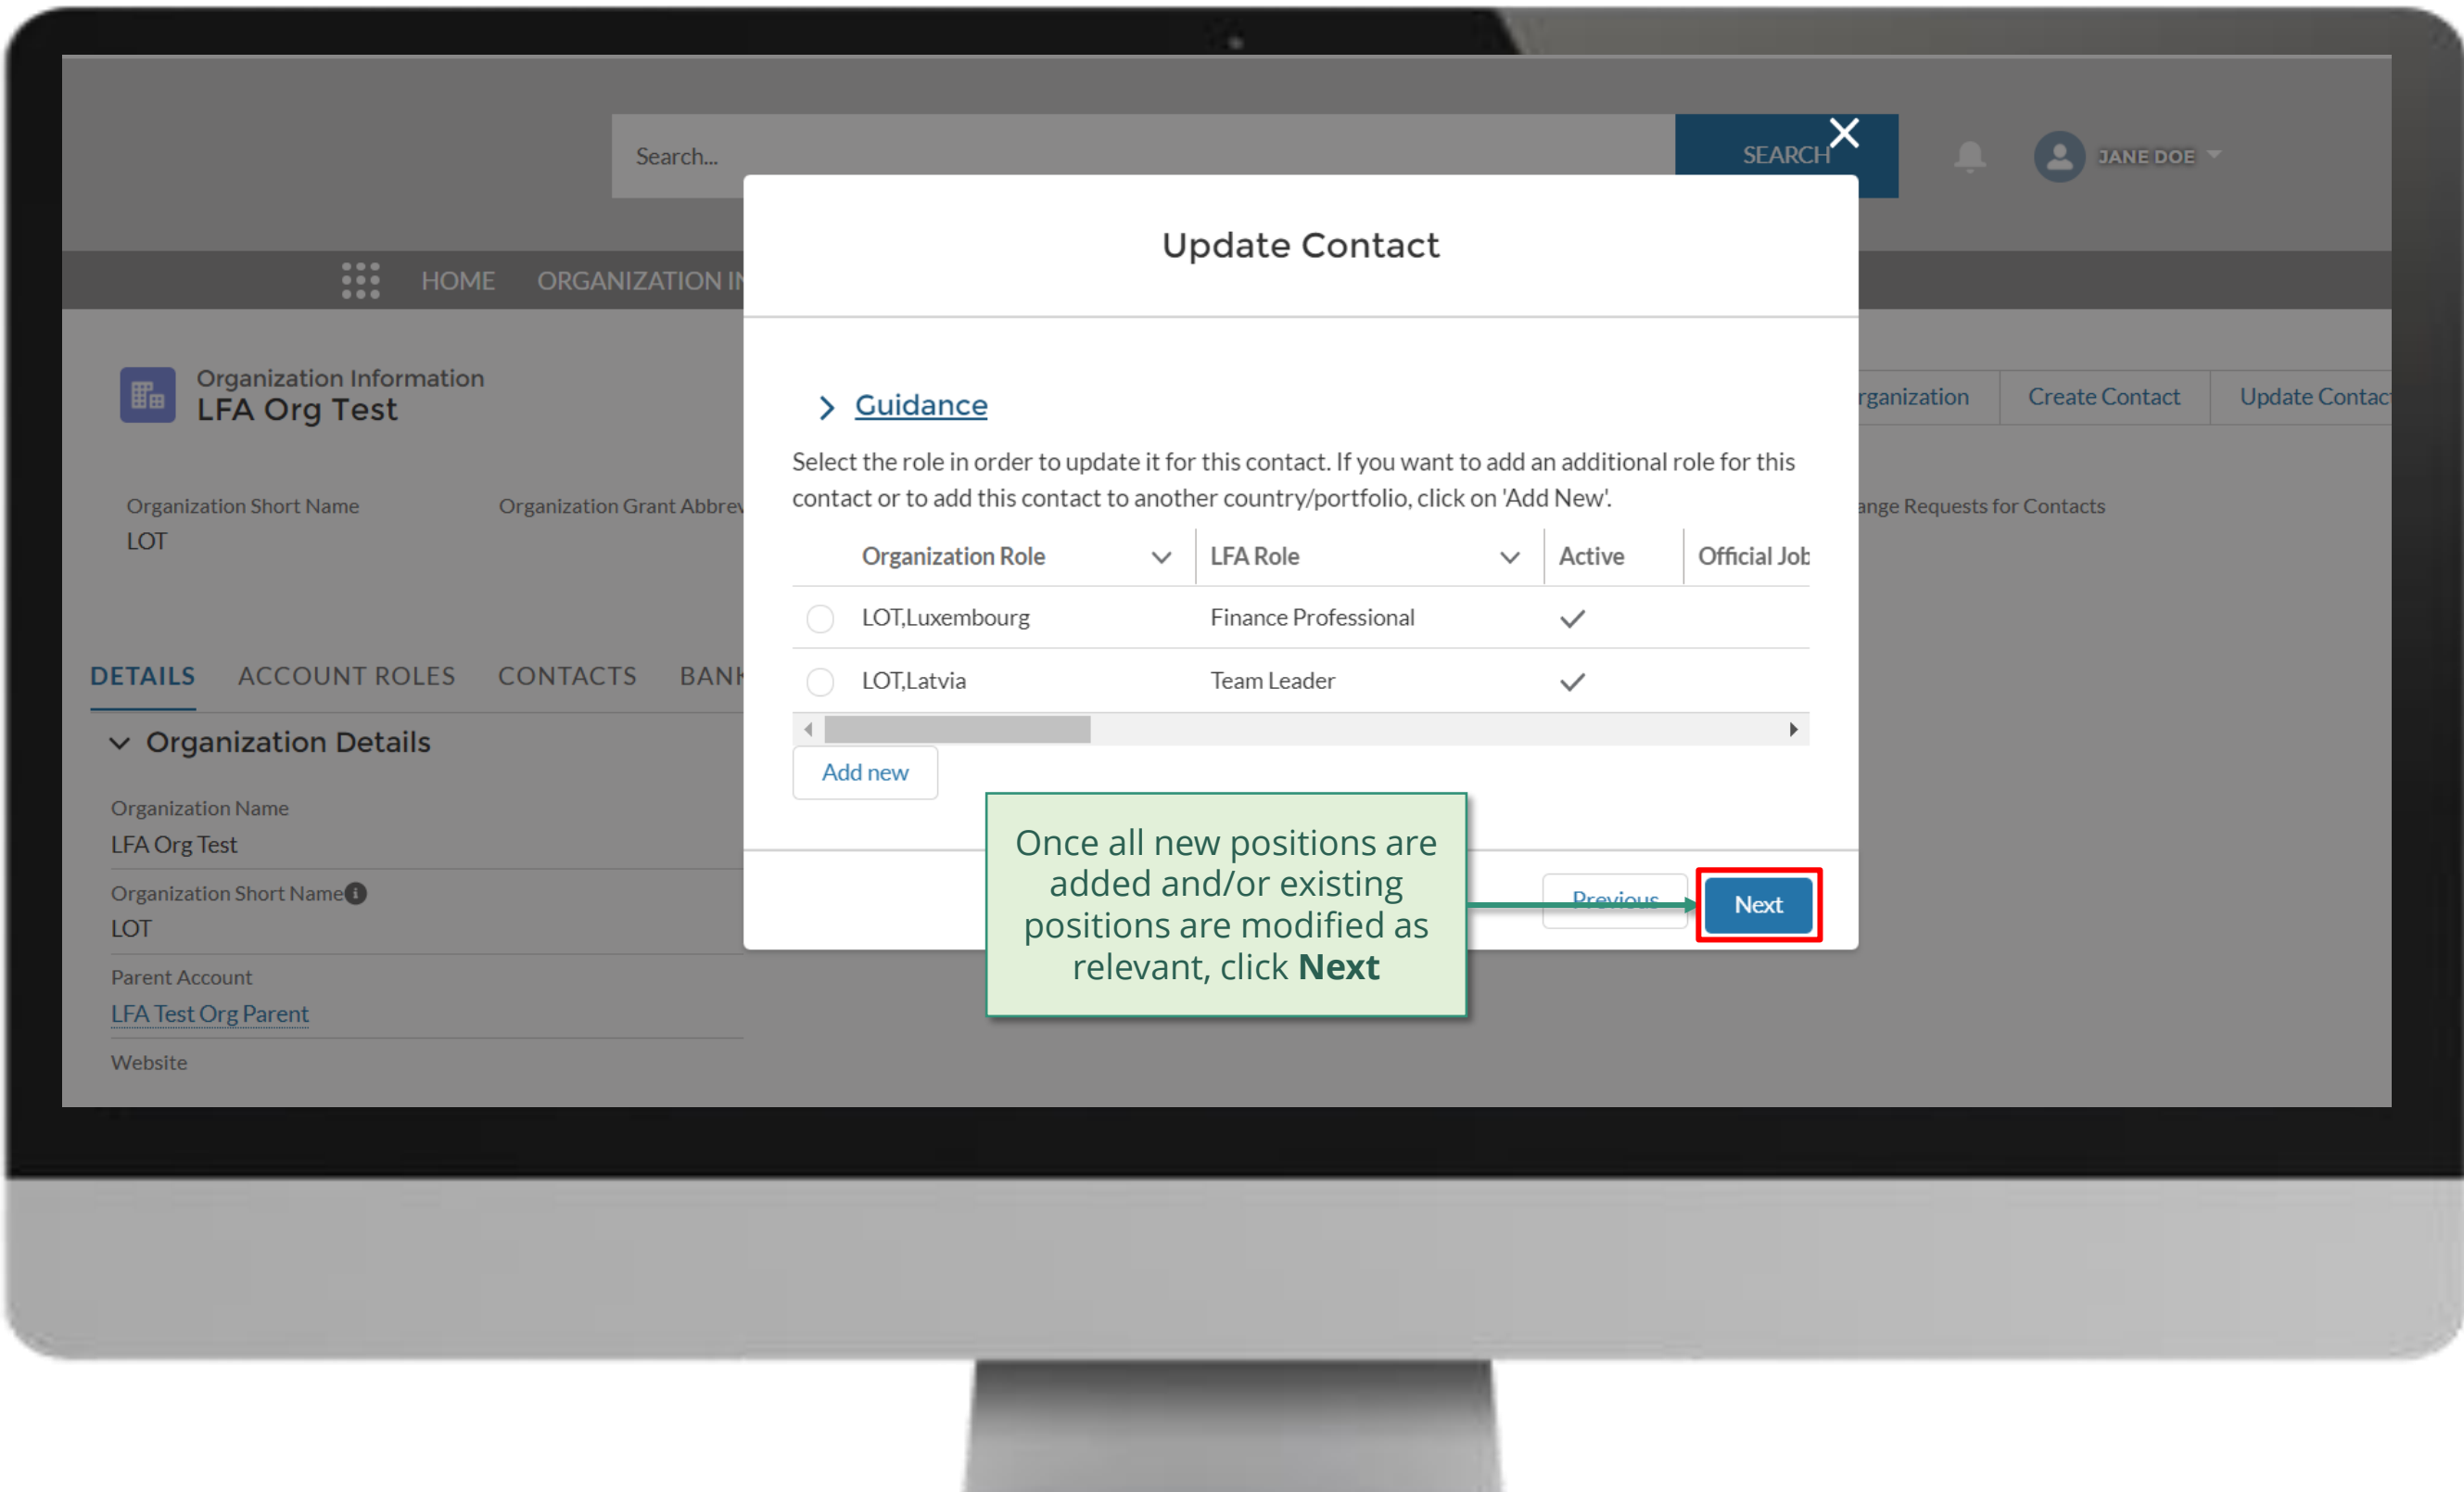 Search...
SEARCH
JANE DOE
Update Contact
HOME ORGANIZATION IN
Organization Information
LFA Org Test
rganization Create Contact Update Contac
Guidance
Select the role in order to update it for this contact. If you want to add an additional role for this
contact or to add this contact to another country/portfolio, click on 'Add New'.
Organization Short Name Organization Grant Abbrev
ange Requests for Contacts
LOT
Organization Role LFA Role Active Official Job
LOT,Luxembourg Finance Professional
LOT,Latvia Team Leader
Add new
DETAILS ACCOUNT ROLES CONTACTS BANK
Organization Details
Organization Name
LFA Org Test
Organization Short Name
LOT
Parent Account
LFA Test Org Parent
Website
Once all new positions are
added and/or existing
positions are modified as
relevant, click Next
Previous Next